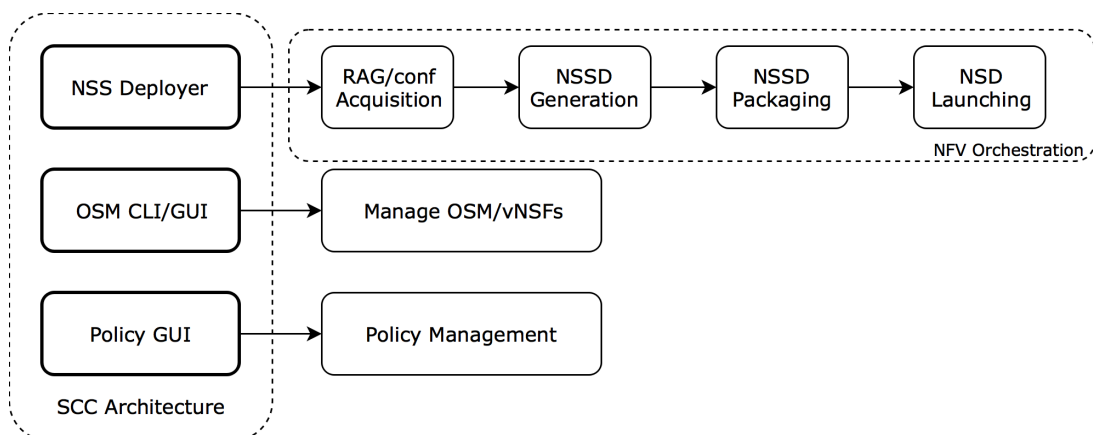 NSS Deployer
RAG/conf
Acquisition
NSSD
Generation
NSSD
Packaging
NSD
Launching
NFV Orchestration
OSM CLI/GUI
Manage OSM/vNSFs
Policy GUI
Policy Management
SCC Architecture